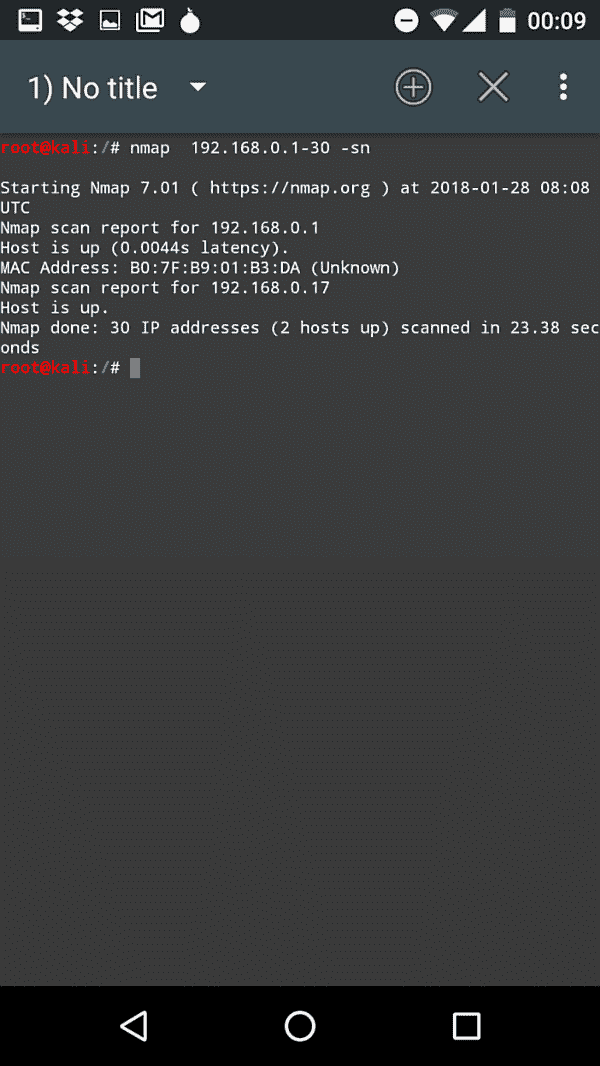 00:09
1) No title
root@kali:/# nmap  192.168.0.1-30 -sn
Starting Nmap 7.01 ( https://nmap.org ) at 2018-01-28 08:08
UTC
Nmap scan report for 192.168.0.1
Host is up (0.0044s latency).
MAC Address: B0:7F:B9:01:B3:DA (Unknown)
Nmap scan report for 192.168.0.17
Host is up.
Nmap done: 30 IP addresses (2 hosts up) scanned in 23.38 sec
onds
root@kali:/#